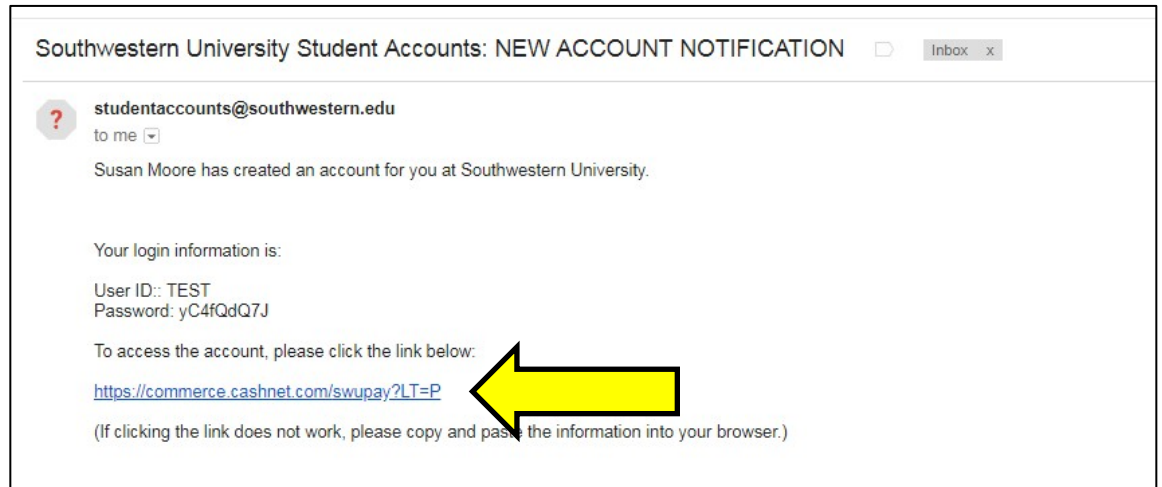 Southwestern University Student Accounts: NEW ACCOUNT NOTIFICATION Inbox x
?
studentaccounts@southwestern.edu
to me
Susan Moore has created an account for you at Southwestern University.
Your login information is:
User ID:: TEST
Password: yC4fQdQ7J
To access the account, please click the link below:
https://commerce.cashnet.com/swupay?LT=P
(If clicking the link does not work, please copy and paste the information into your browser.)